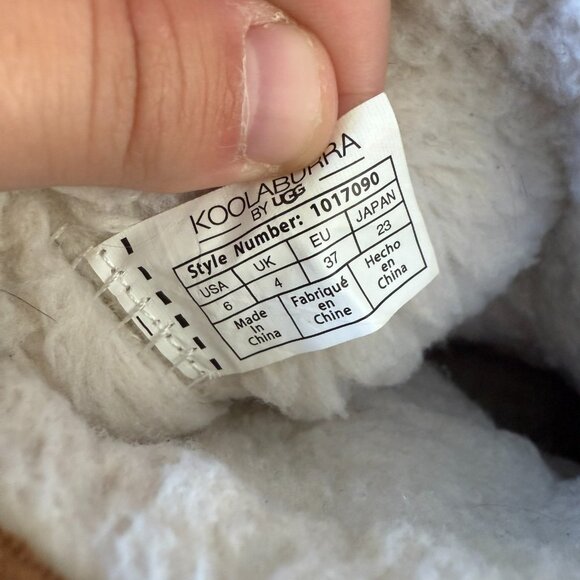 KOOLABURRA
BY UGG
Style Number: 1017090
USA UK EU JAPAN
6 4 37 23
Made in China
Fabriqué en Chine
Hecho en China